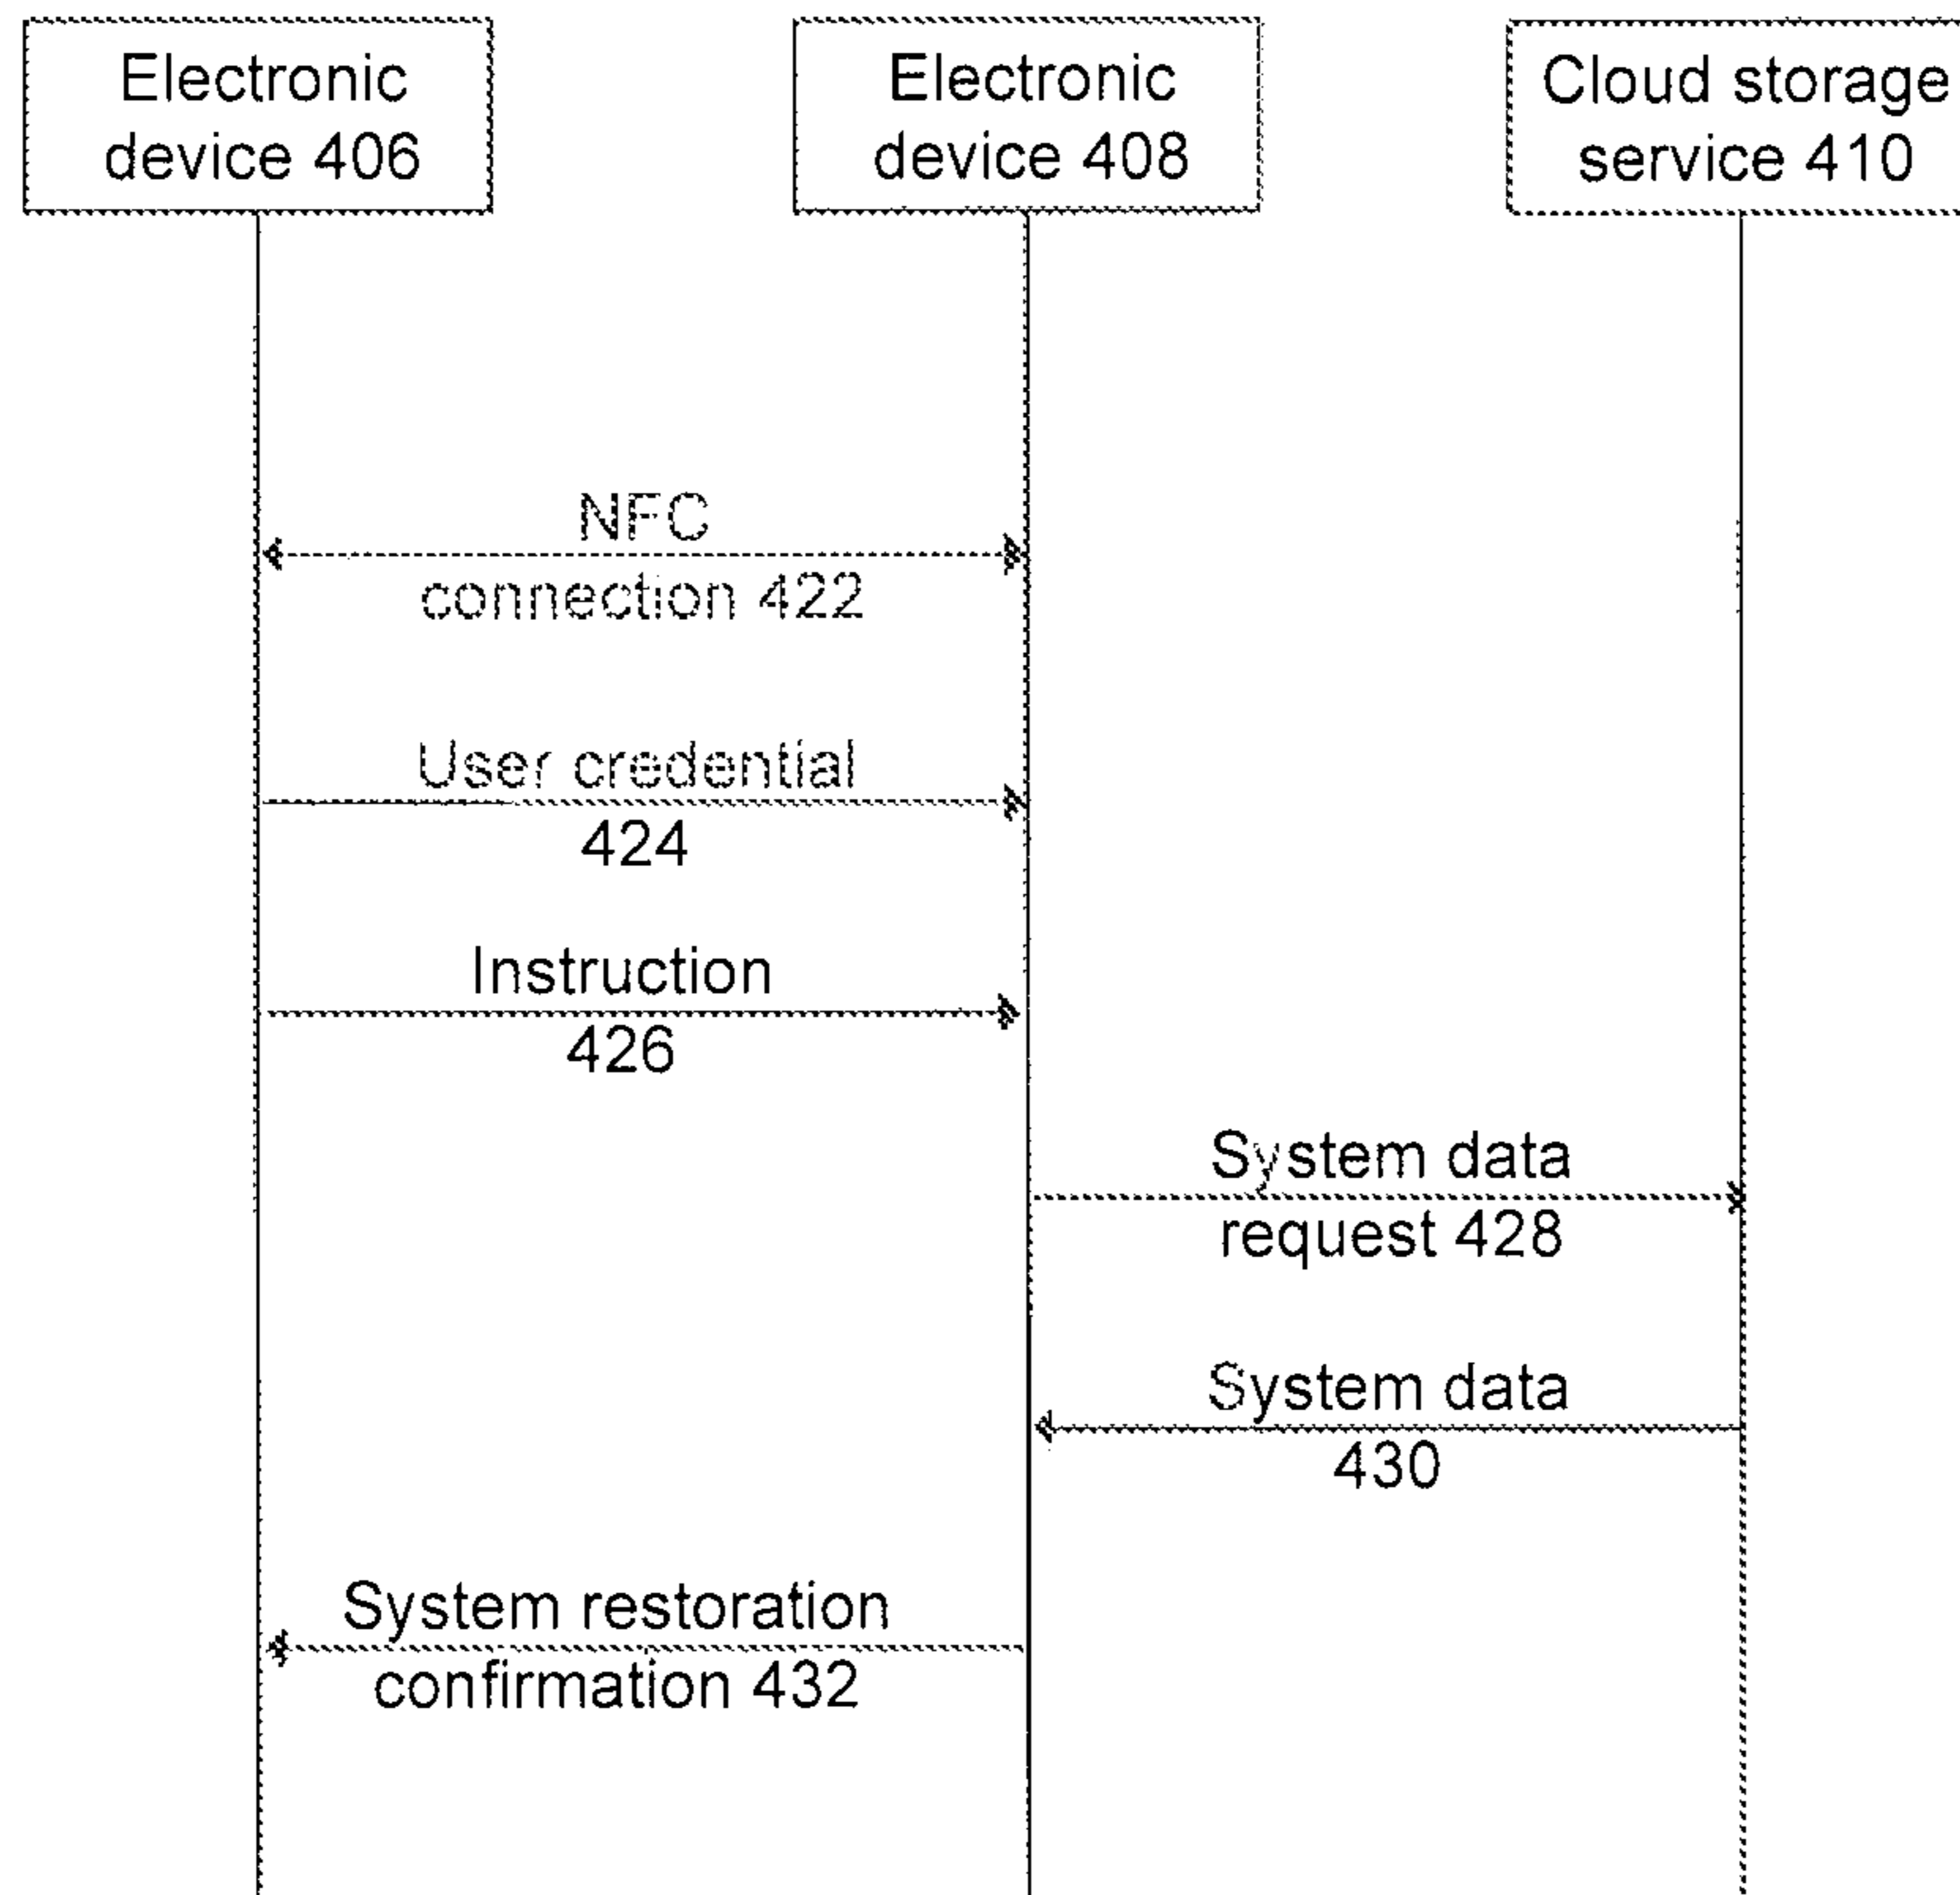 Electronic
device 406
Electronic
device 408
Cloud storage
service 410
NFC
connection 422
User credential
424
Instruction
426
System data
request 428
System data
430
System restoration
confirmation 432